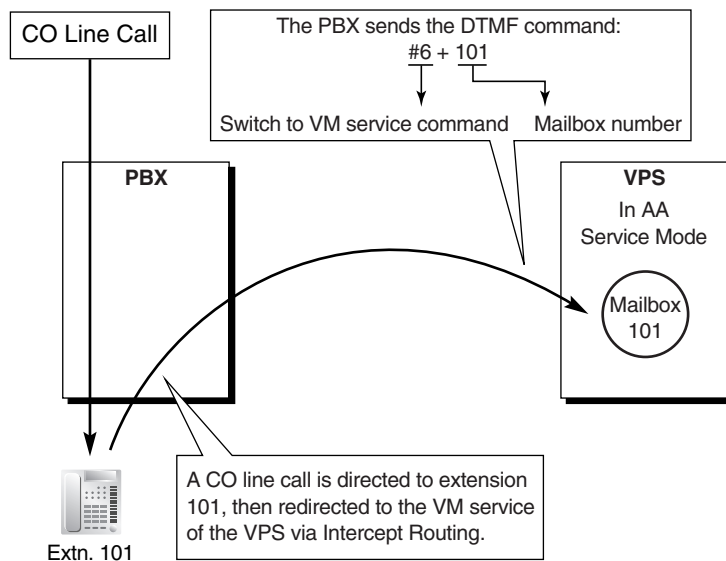 CO Line Call
The PBX sends the DTMF command:
#6 + 101
Switch to VM service command
Mailbox number
PBX
VPS
In AA
Service Mode
Mailbox
101
A CO line call is directed to extension
101, then redirected to the VM service
of the VPS via Intercept Routing.
Extn. 101